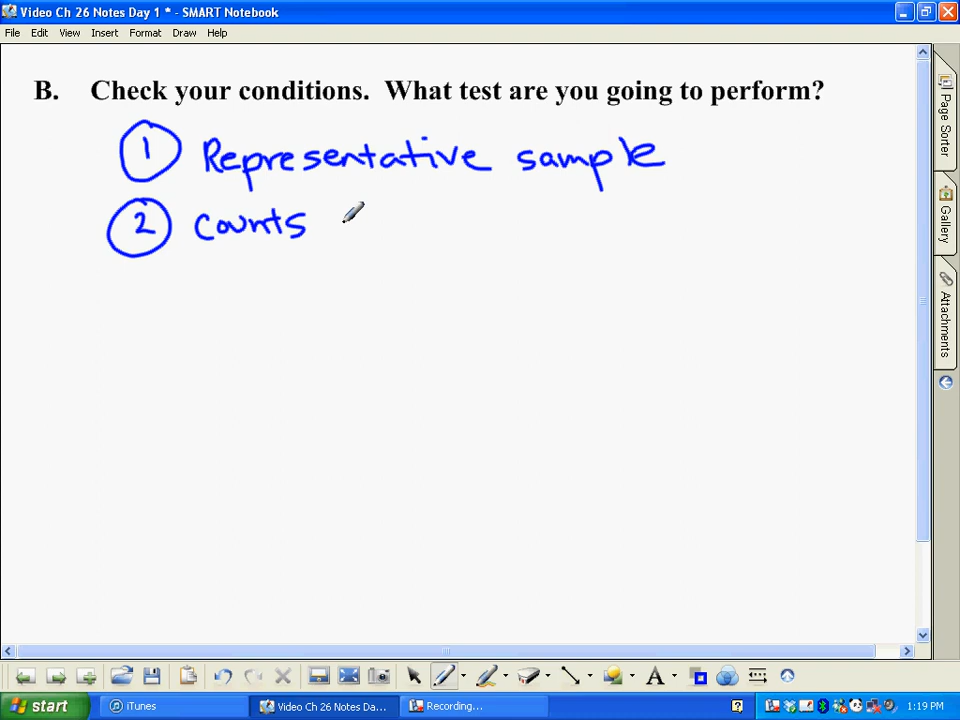 Video Ch 26 Notes Day 1 * - SMART Notebook
File Edit View Insert Format Draw Help
B. Check your conditions. What test are you going to perform?
1 Representative sample
2 counts
Page Sorter
Gallery
Attachments
A
start iTunes Video Ch 26 Notes Da... Recording... ? 1:19 PM